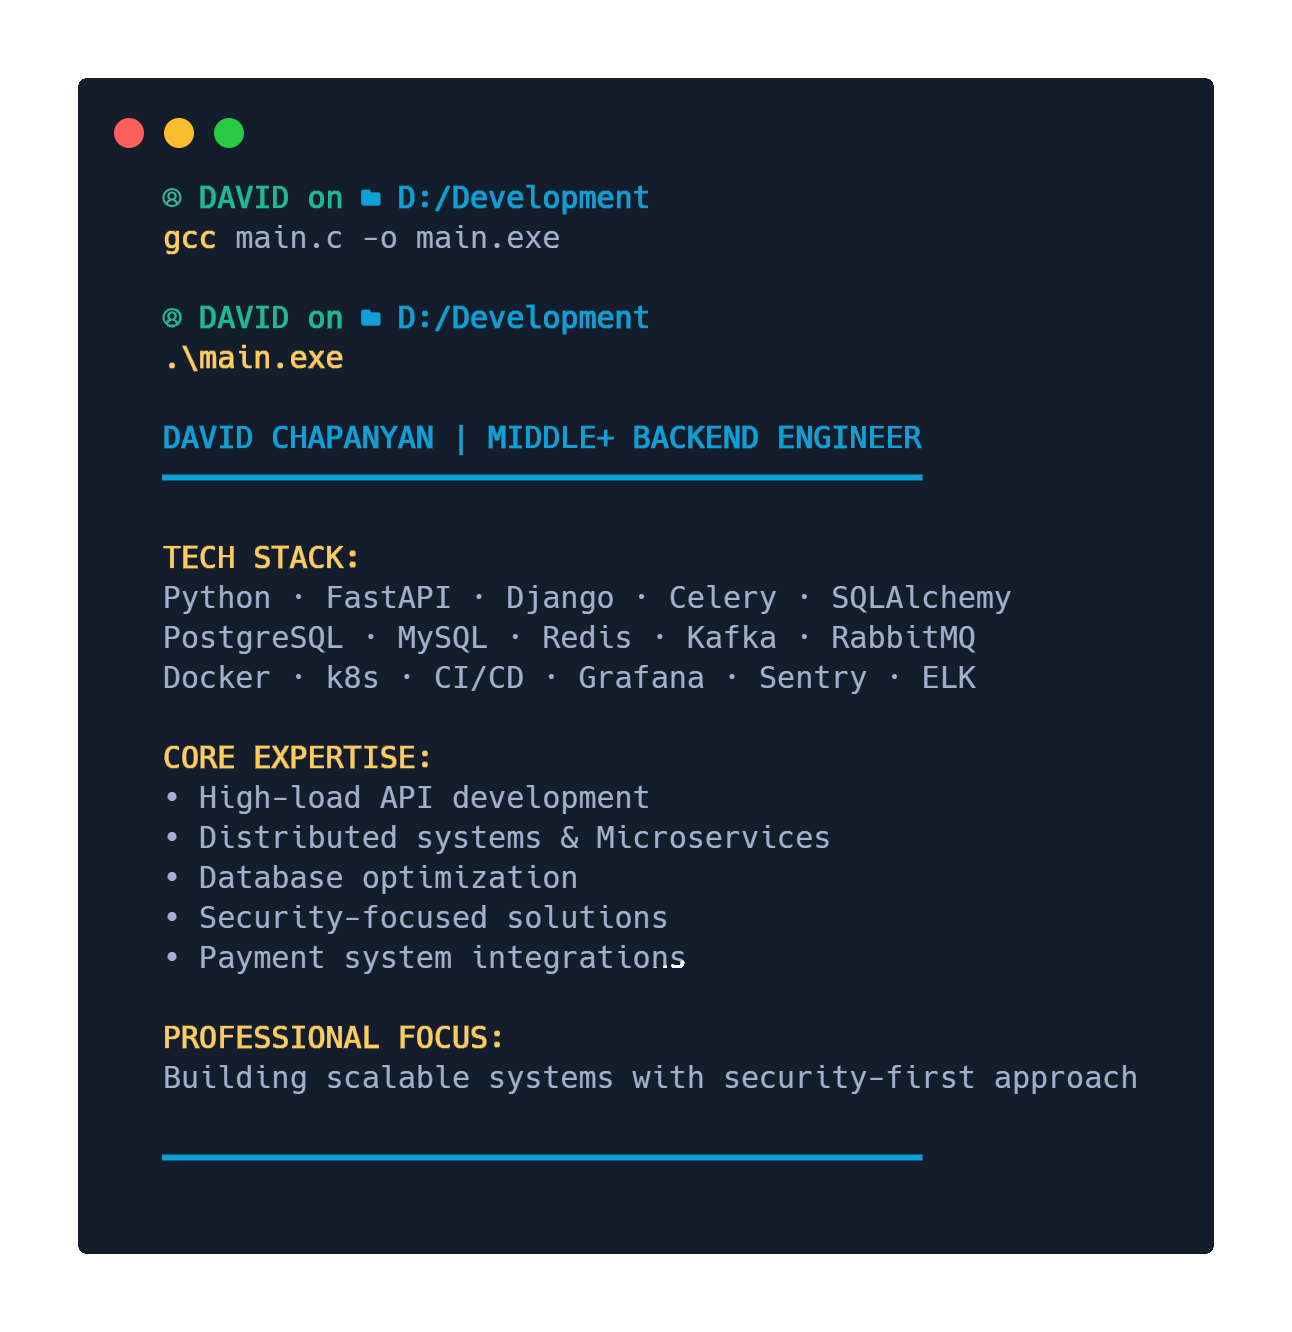 DAVID on D:/Development
gcc main.c -o main.exe
DAVID on D:/Development
.\main.exe
DAVID CHAPANYAN | MIDDLE+ BACKEND ENGINEER
TECH STACK:
Python · FastAPI · Django · Celery · SQLAlchemy
PostgreSQL · MySQL · Redis · Kafka · RabbitMQ
Docker · k8s · CI/CD · Grafana · Sentry · ELK
CORE EXPERTISE:
• High-load API development
• Distributed systems & Microservices
• Database optimization
• Security-focused solutions
• Payment system integrations
PROFESSIONAL FOCUS:
Building scalable systems with security-first approach